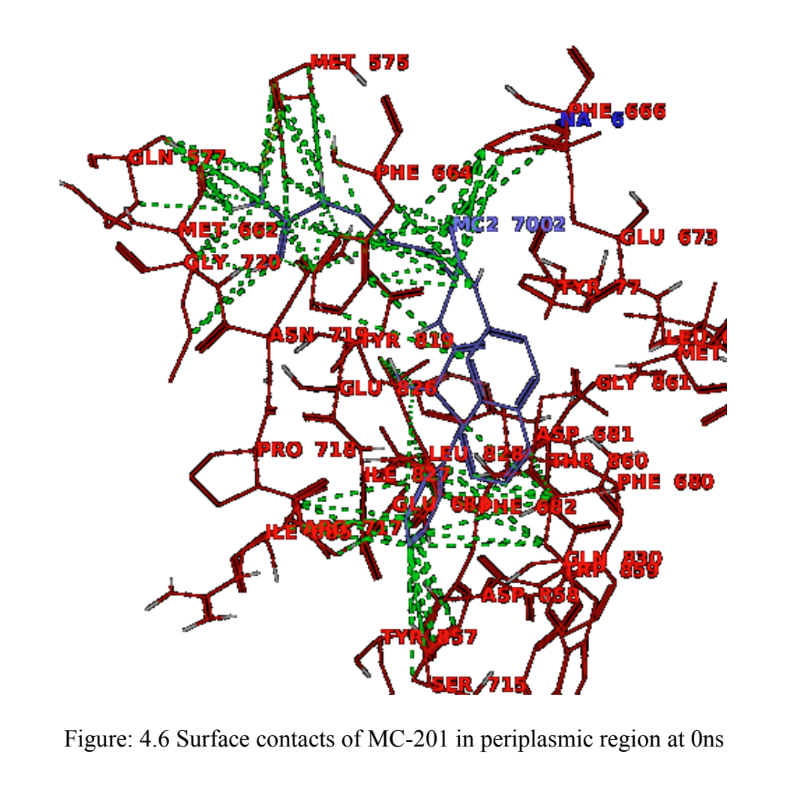 MET 575
PHE 666
NA 6
GLN 577
PHE 664
MET 662
MC2 7002
GLU 673
GLY 720
TYR 77
ASN 719
TYR 819
LEU
MET
GLU 826
GLY 861
ASP 681
PRO 718
LEU 828
THR 860
ILE 827
PHE 680
GLU
PHE 682
717
ILE
GLN 830
TRP 859
ASP 858
TYR 857
SER 715
Figure: 4.6 Surface contacts of MC-201 in periplasmic region at 0ns